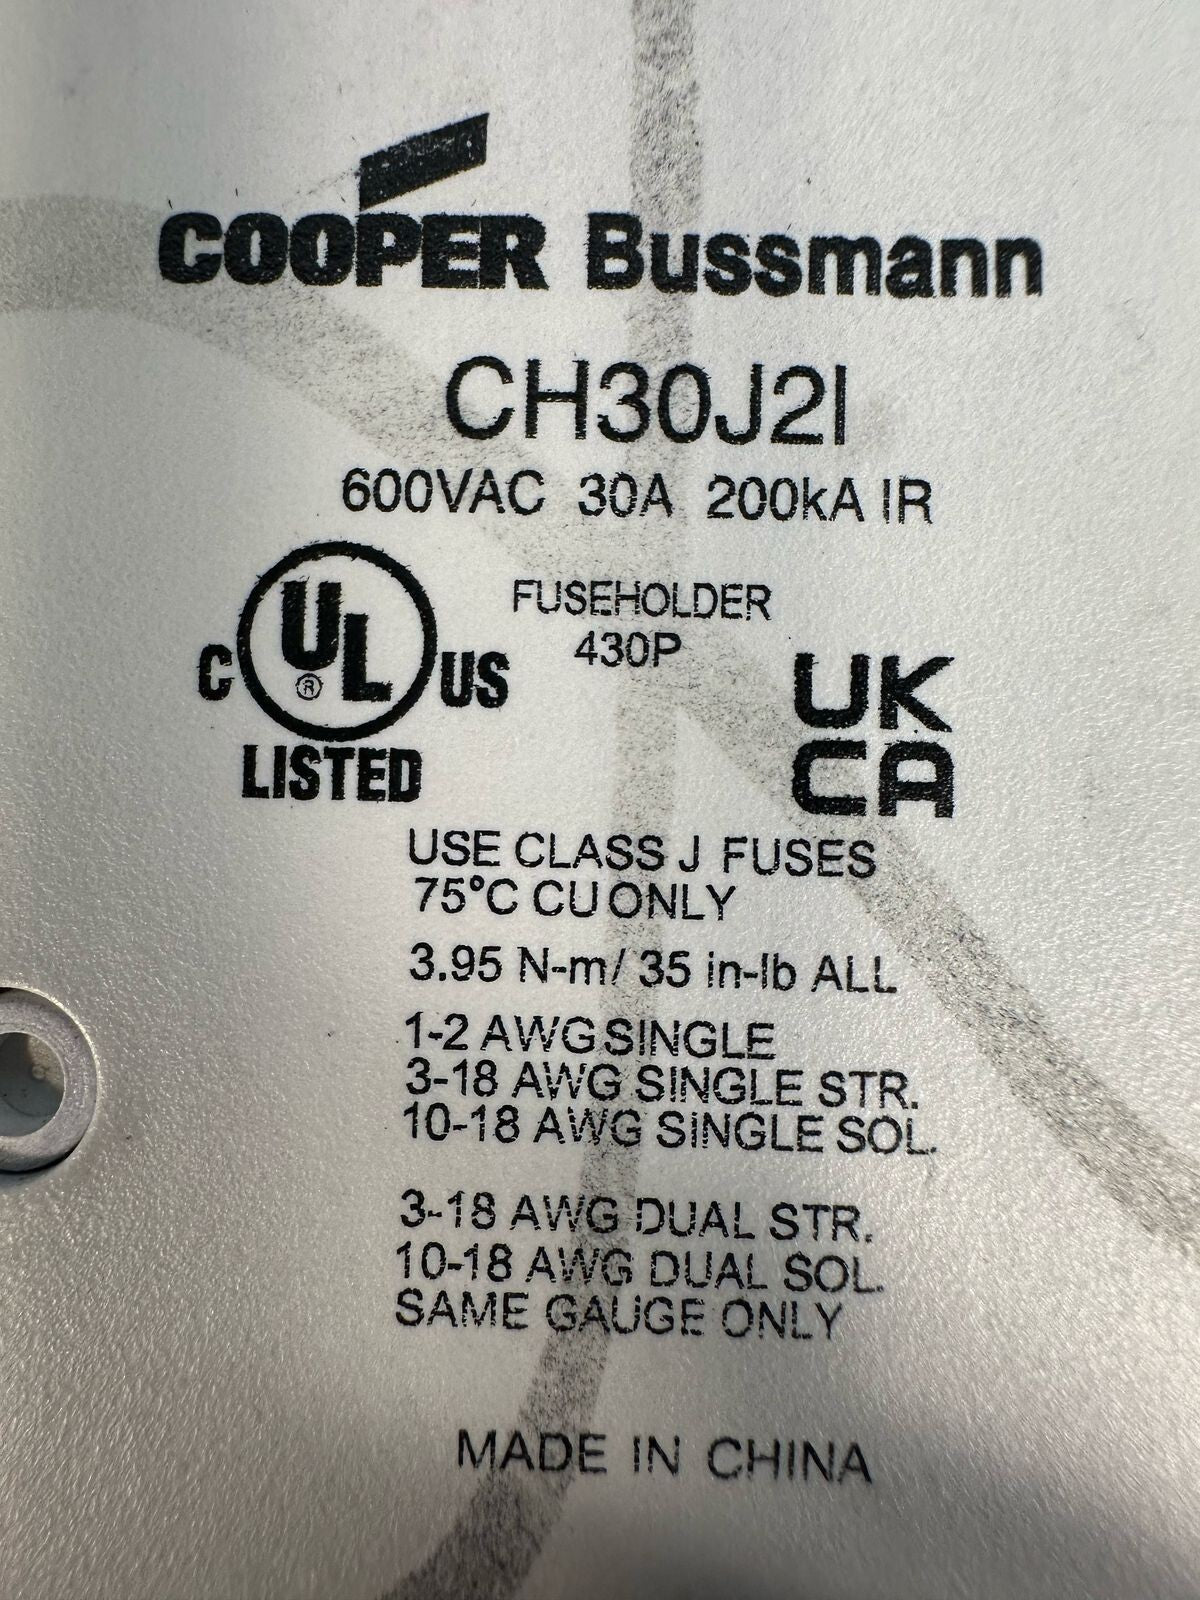 COOPER Bussmann
CH30J2I
600VAC 30A 200kA IR
C UL® US
LISTED
FUSEHOLDER
430P
UK
CA
USE CLASS J FUSES
75°C CU ONLY
3.95 N-m/ 35 in-lb ALL
1-2 AWG SINGLE
3-18 AWG SINGLE STR.
10-18 AWG SINGLE SOL.
3-18 AWG DUAL STR.
10-18 AWG DUAL SOL.
SAME GAUGE ONLY
MADE IN CHINA